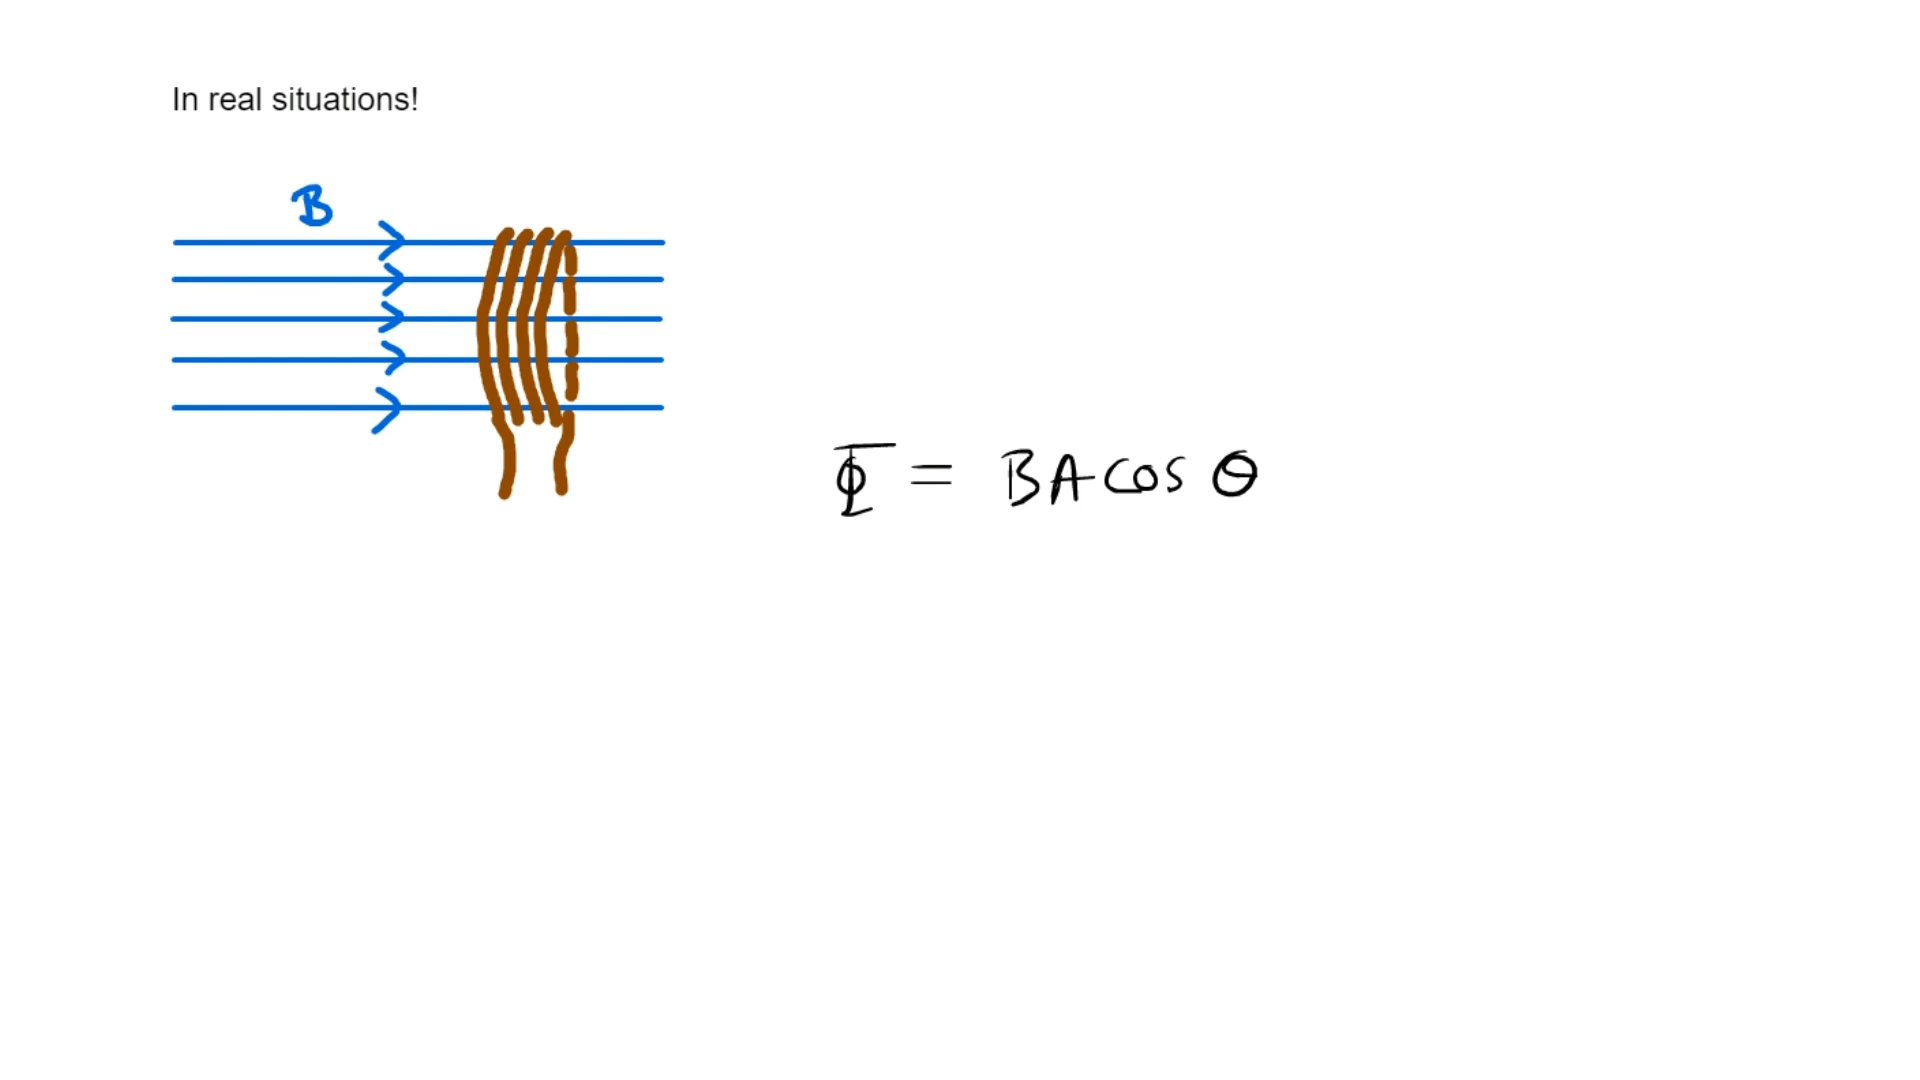 In real situations!
B
Φ = BA cos θ